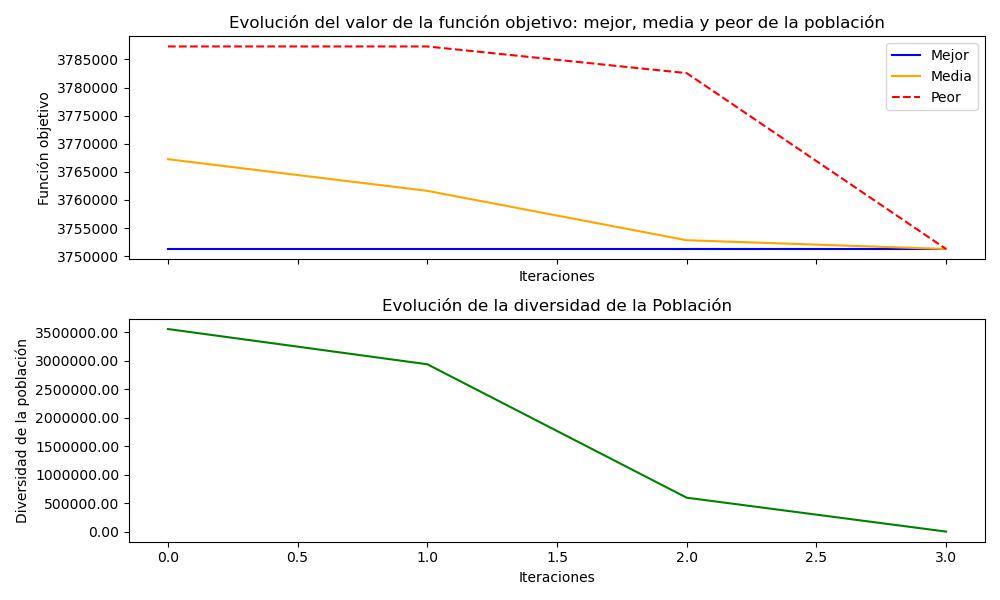 Evolución del valor de la función objetivo: mejor, media y peor de la población
Función objetivo
3785000
3780000
3775000
3770000
3765000
3760000
3755000
3750000
Mejor
Media
Peor
Iteraciones
Evolución de la diversidad de la Población
Diversidad de la población
3500000.00
3000000.00
2500000.00
2000000.00
1500000.00
1000000.00
500000.00
0.00
0.0 0.5 1.0 1.5 2.0 2.5 3.0
Iteraciones